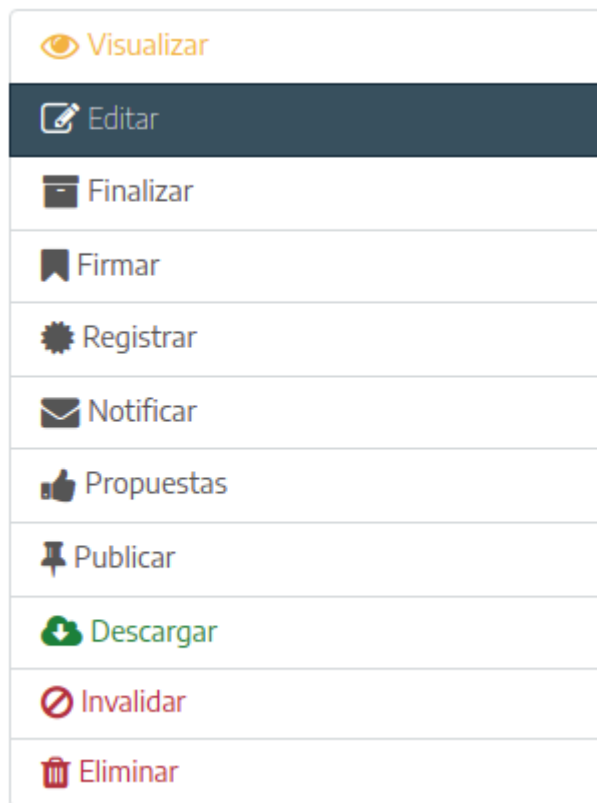 Visualizar
Editar
Finalizar
Firmar
Registrar
Notificar
Propuestas
Publicar
Descargar
Invalidar
Eliminar